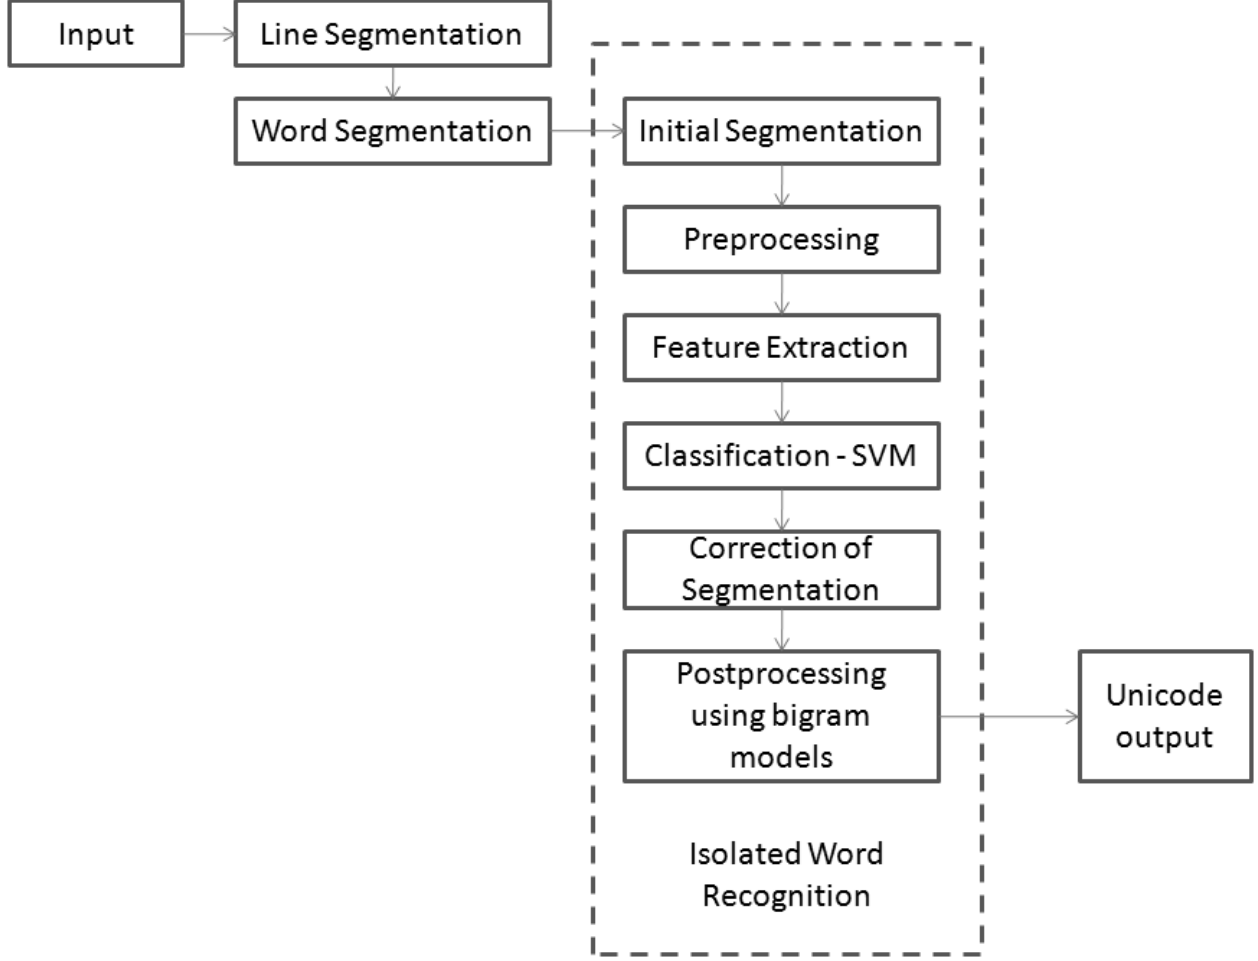 Input
Line Segmentation
Word Segmentation
Initial Segmentation
Preprocessing
Feature Extraction
Classification - SVM
Correction of
Segmentation
Postprocessing
using bigram
models
Unicode
output
Isolated Word
Recognition